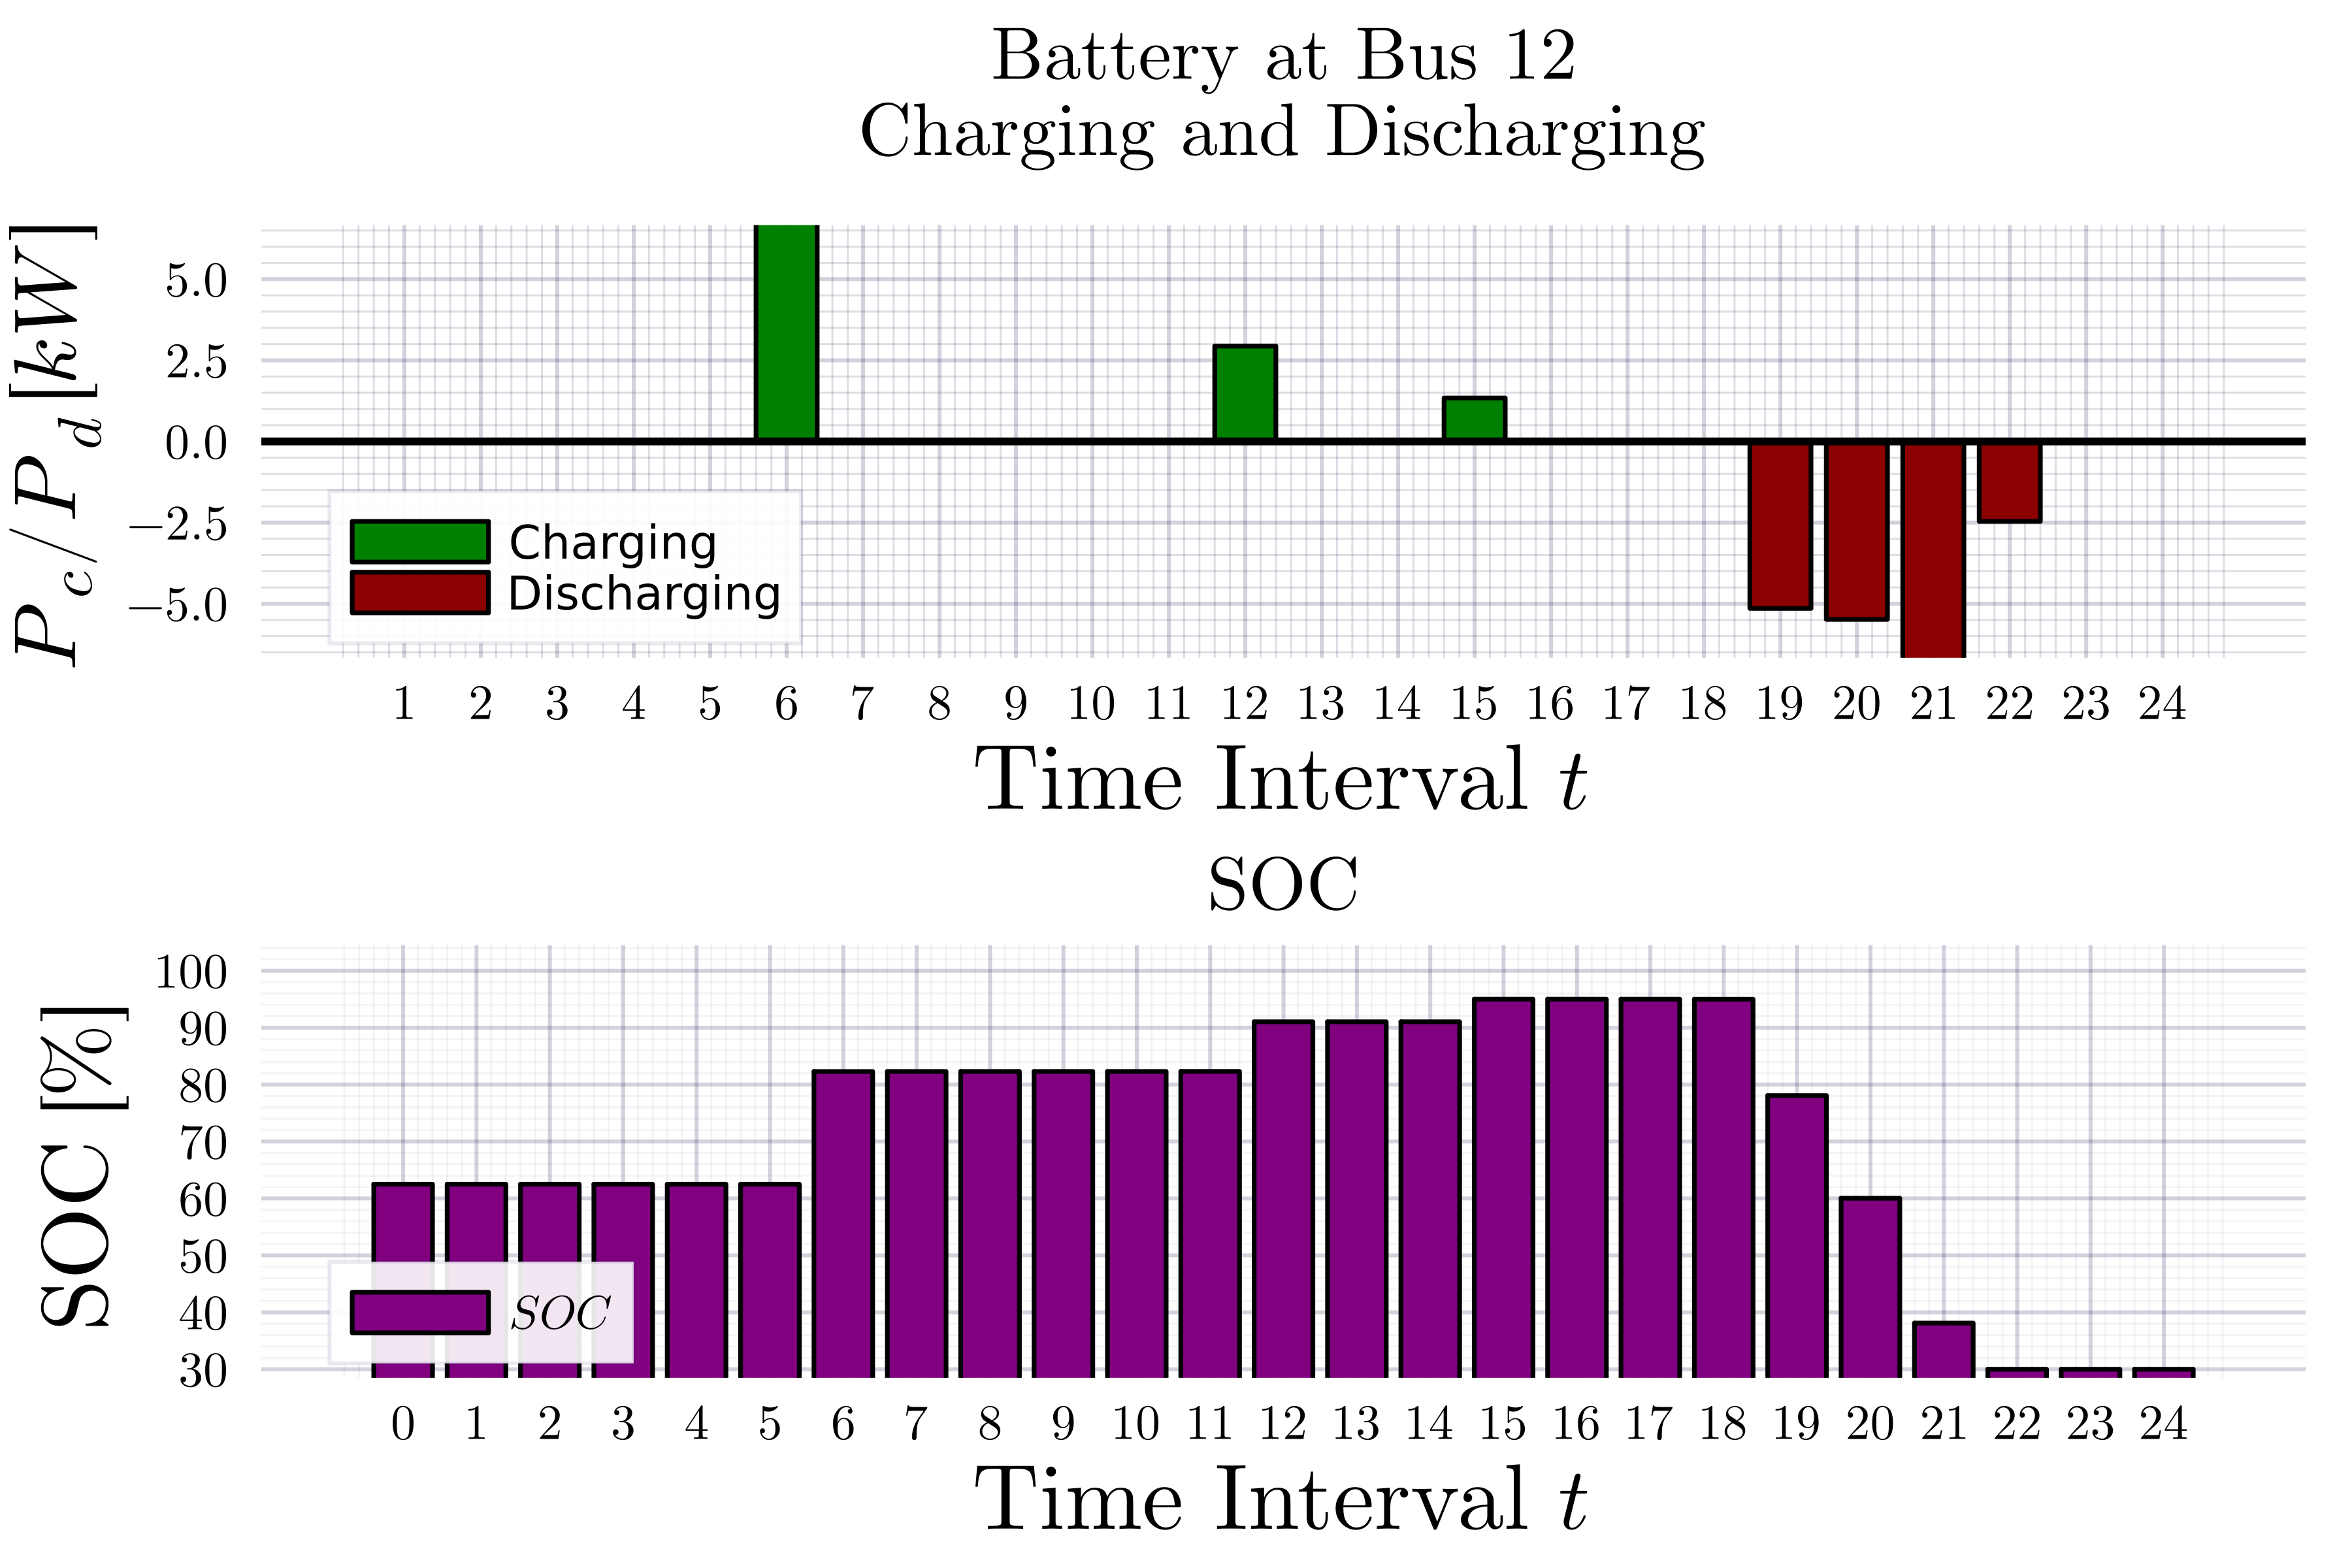 Battery at Bus 12
Charging and Discharging
P_c/P_d [kW]
5.0
2.5
0.0
−2.5
−5.0
Charging
Discharging
1 2 3 4 5 6 7 8 9 10 11 12 13 14 15 16 17 18 19 20 21 22 23 24
Time Interval t
SOC
SOC [%]
100
90
80
70
60
50
40
30
SOC
0 1 2 3 4 5 6 7 8 9 10 11 12 13 14 15 16 17 18 19 20 21 22 23 24
Time Interval t